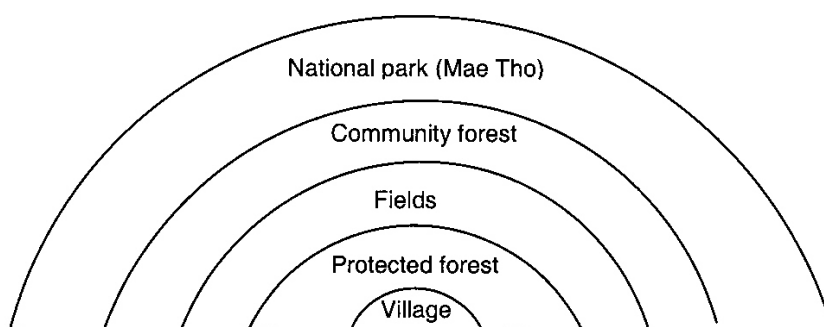 National park (Mae Tho)
Community forest
Fields
Protected forest
Village